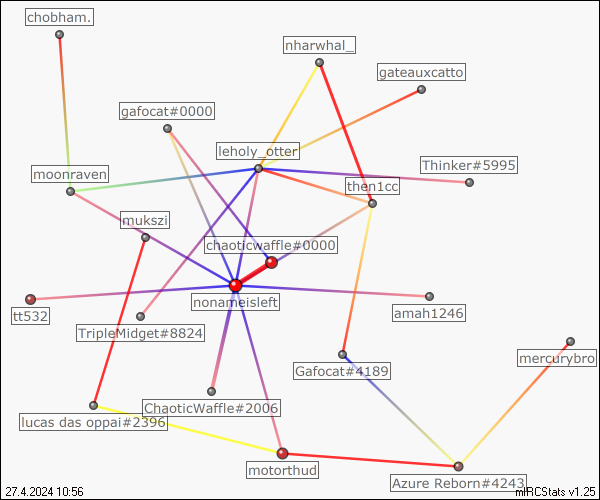 chobham.
nharwhal_
gateauxcatto
gafocat#0000
leholy_otter
Thinker#5995
moonraven
then1cc
mukszi
chaoticwaffle#0000
nonameisleft
tt532
amah1246
TripleMidget#8824
mercurybro
Gafocat#4189
ChaoticWaffle#2006
lucas das oppai#2396
motorthud
Azure Reborn#4243
27.4.2024 10:56
mIRCStats v1.25